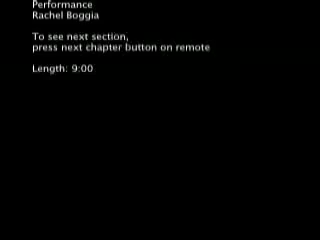 Performance
Rachel Boggia
To see next section,
press next chapter button on remote
Length: 9:00